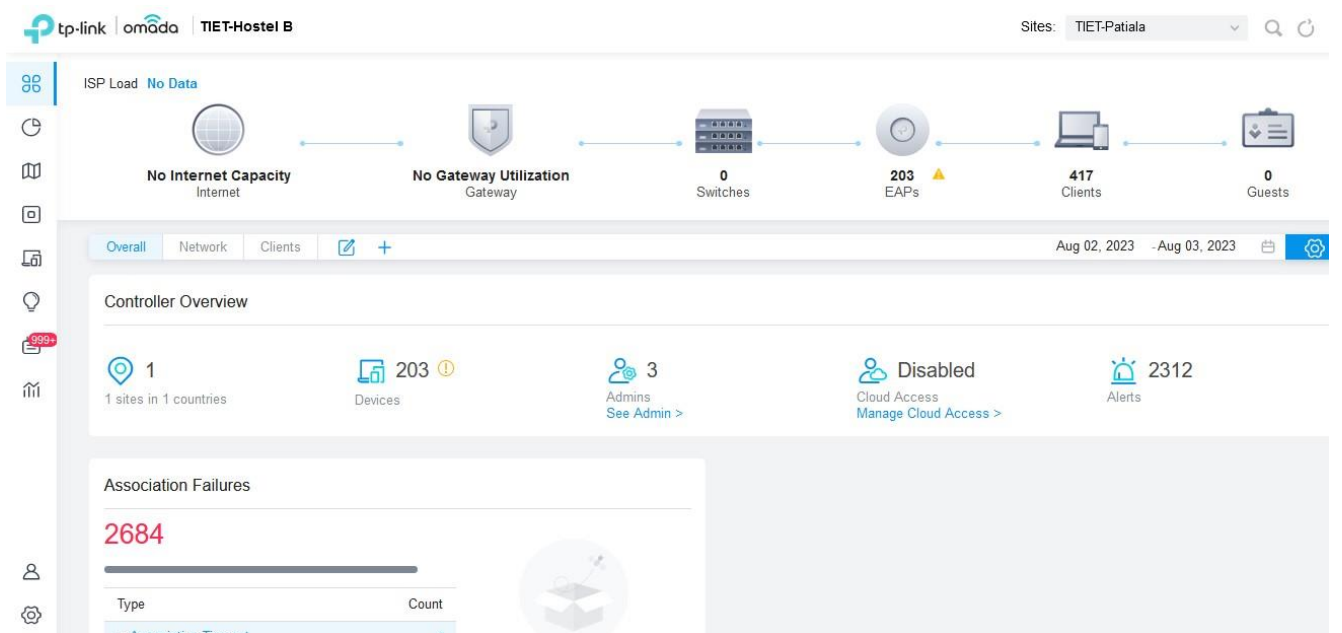 tp-link omada TIET-Hostel B Sites: TIET-Patiala
ISP Load No Data
No Internet Capacity No Gateway Utilization 0 203 417 0
Internet Gateway Switches EAPs Clients Guests
Overall Network Clients + Aug 02, 2023 - Aug 03, 2023
Controller Overview
999+
1 203 3 Disabled 2312
1 sites in 1 countries Devices Admins Cloud Access Alerts
See Admin > Manage Cloud Access >
Association Failures
2684
Type Count